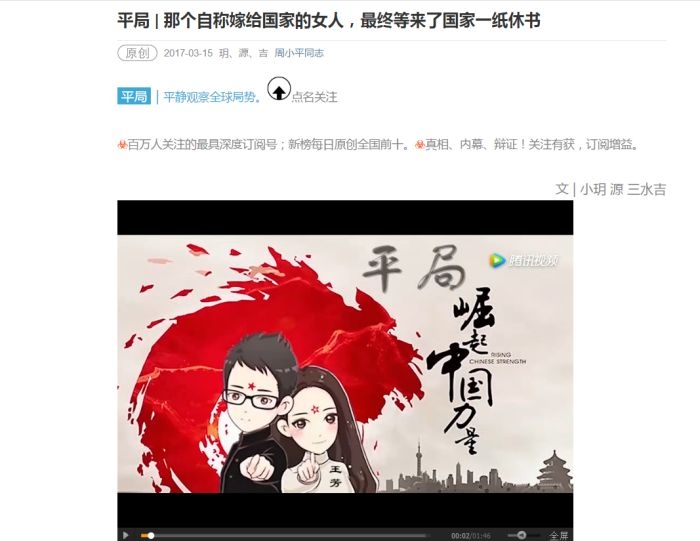 平局 | 那个自称嫁给国家的女人，最终等来了国家一纸休书
原创 2017-03-15 玥、源、吉 周小平同志
平局 | 平静观察全球局势。 点名关注
百万人关注的最具深度订阅号；新榜每日原创全国前十。 真相、内幕、辩证！关注有获，订阅增益。
文 | 小玥 源 三水吉
平局
腾讯视频
崛起
RISING
CHINESE STRENGTH
中国力量
王芳
00:02/01:46 全屏